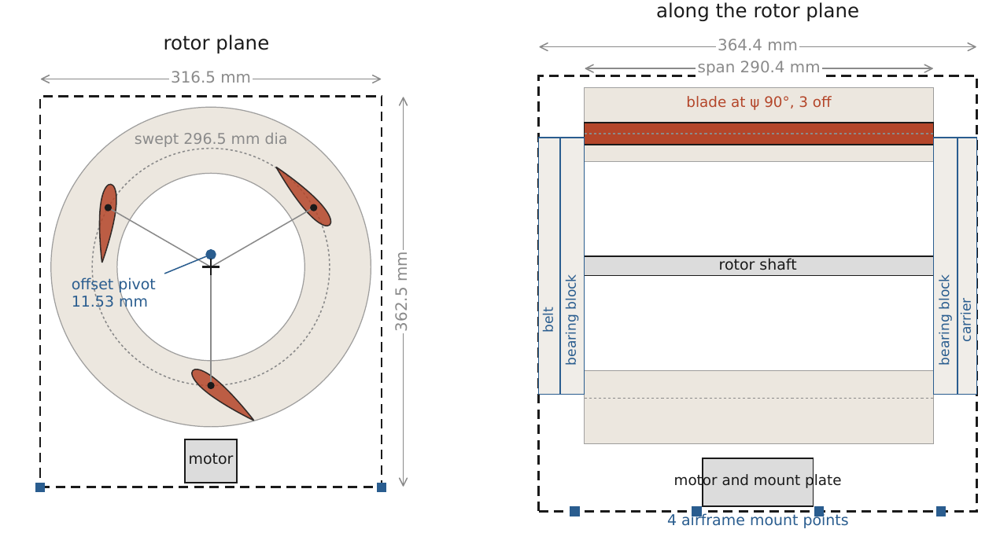 rotor plane
316.5 mm
swept 296.5 mm dia
offset pivot
11.53 mm
motor
362.5 mm
along the rotor plane
364.4 mm
span 290.4 mm
blade at ψ 90°, 3 off
rotor shaft
belt
bearing block
bearing block
carrier
motor and mount plate
4 airframe mount points